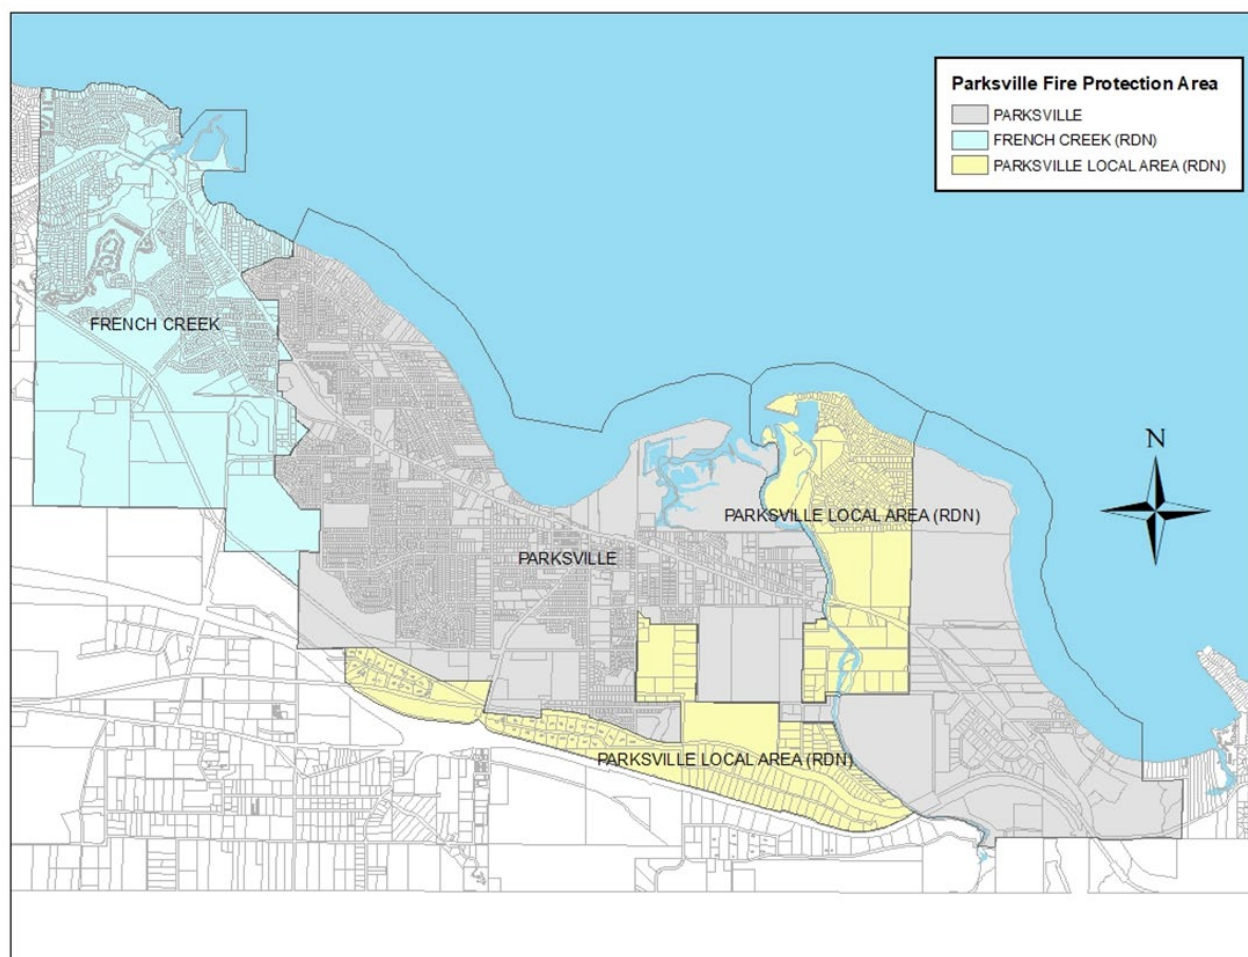 Parksville Fire Protection Area
PARKSVILLE
FRENCH CREEK (RDN)
PARKSVILLE LOCAL AREA (RDN)
FRENCH CREEK
N
PARKSVILLE LOCAL AREA (RDN)
PARKSVILLE
PARKSVILLE LOCAL AREA (RDN)